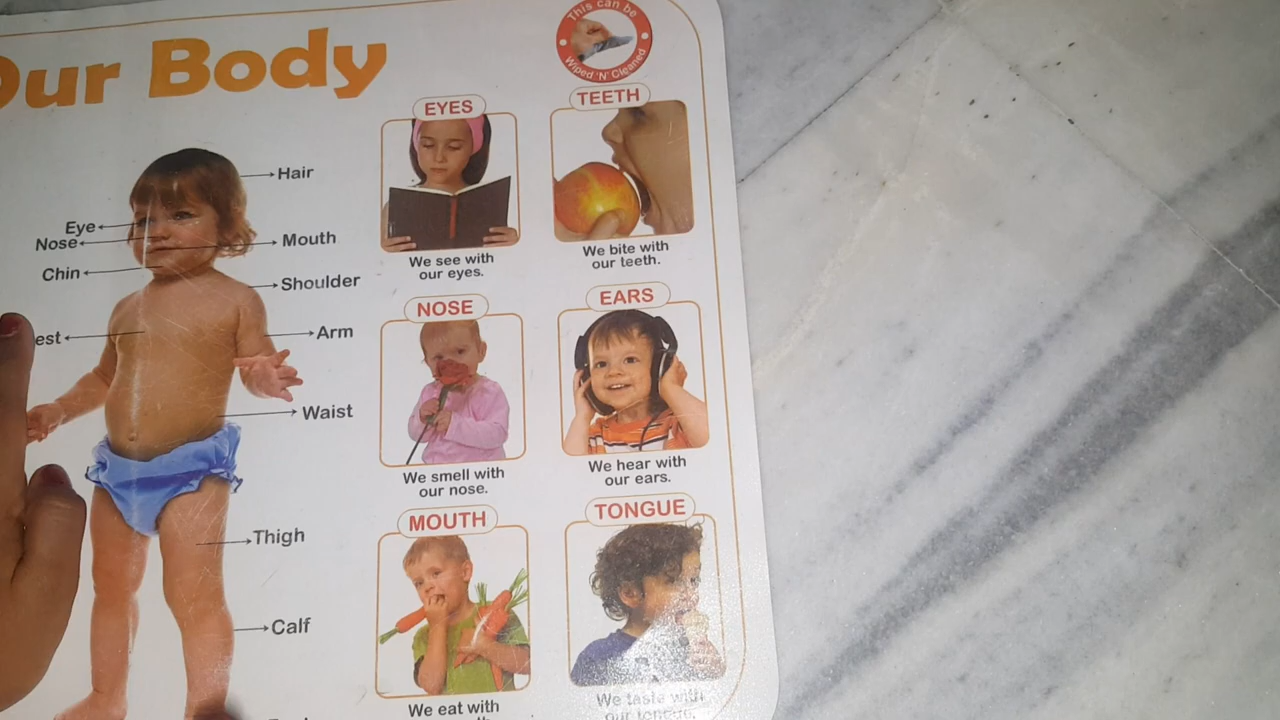 Our Body
This can be
Wiped 'N' Cleaned
Hair
Eye
Nose
Mouth
Chin
Shoulder
est
Arm
Waist
Thigh
Calf
EYES
We see with
our eyes.
TEETH
We bite with
our teeth.
NOSE
We smell with
our nose.
EARS
We hear with
our ears.
MOUTH
We eat with
TONGUE
We taste with
our tongue.